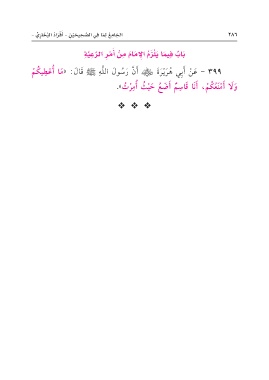 ٢٨٦ الجامع لما في الصحيحين - أفراد البخاري -
باب فيما يلزم الإمام من أمر الرعية
٣٩٩ - عَنْ أَبِي هُرَيْرَةَ ﷺ أَنَّ رَسُولَ اللَّهِ ﷺ قَالَ: «مَا أُعْطِيكُمْ
وَلَا أَمْنَعُكُمْ، أَنَا قَاسِمٌ أَضَعُ حَيْثُ أُمِرْتُ».